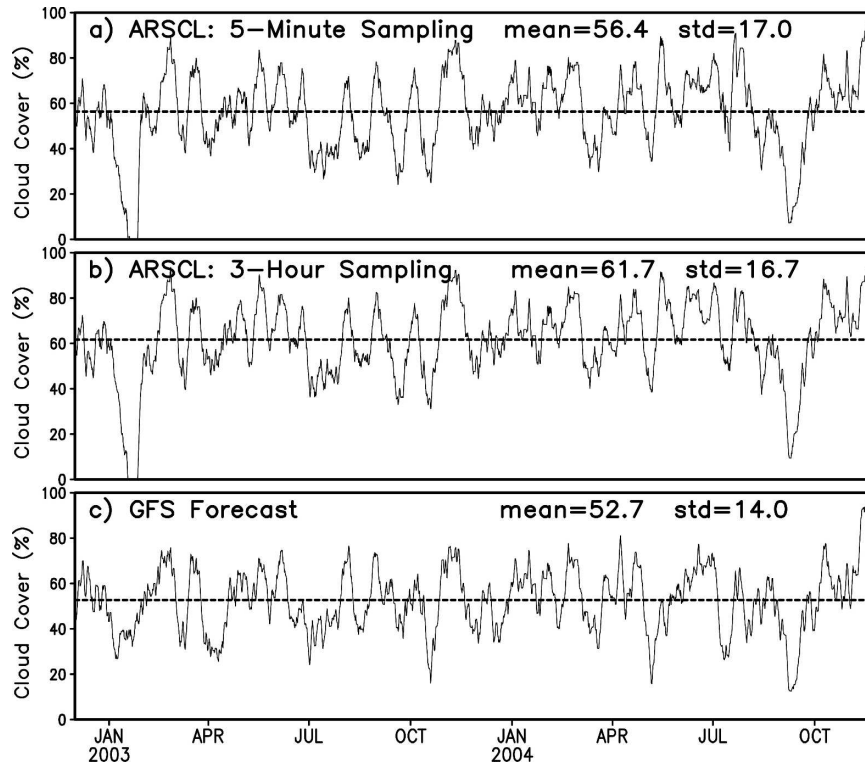 a) ARSCL: 5-Minute Sampling mean=56.4 std=17.0
Cloud Cover (%)
100
80
60
40
20
0
b) ARSCL: 3-Hour Sampling mean=61.7 std=16.7
Cloud Cover (%)
100
80
60
40
20
0
c) GFS Forecast mean=52.7 std=14.0
Cloud Cover (%)
100
80
60
40
20
0
JAN APR JUL OCT JAN APR JUL OCT
2003 2004